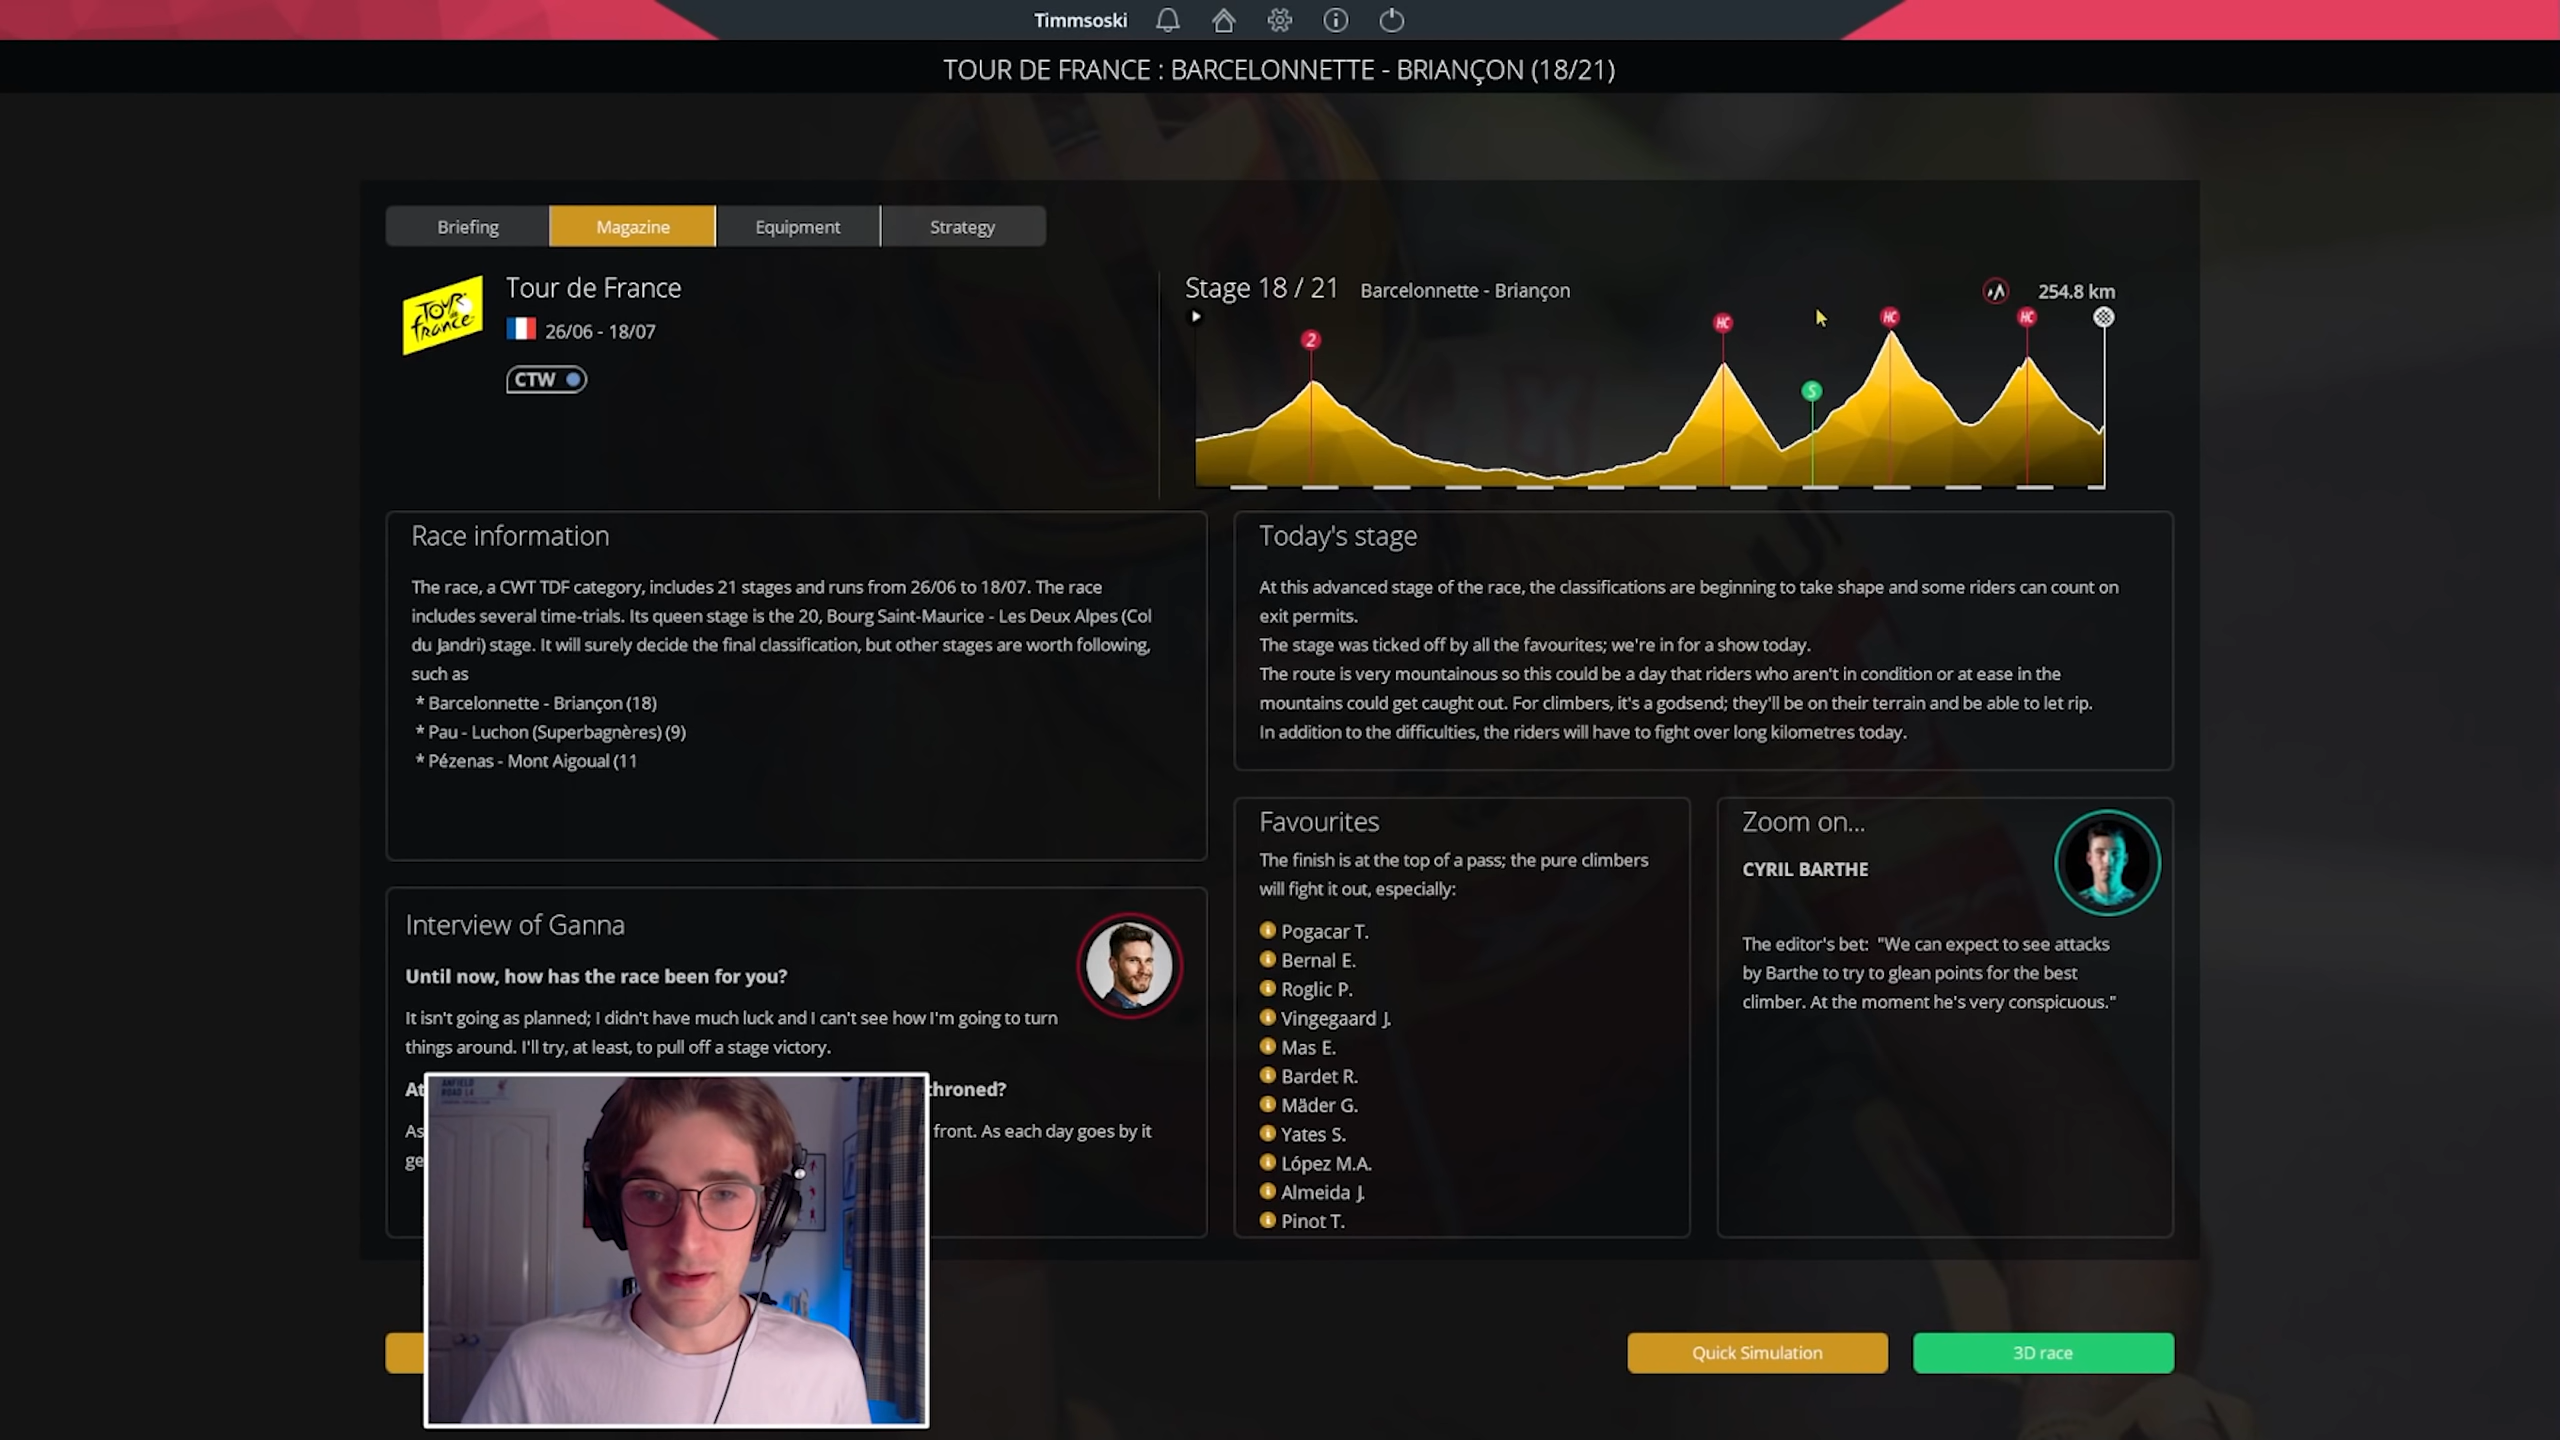 Timmsoski
TOUR DE FRANCE : BARCELONNETTE - BRIANÇON (18/21)
Briefing
Magazine
Equipment
Strategy
TOUR
de
france
Tour de France
26/06 - 18/07
CTW
Stage 18 / 21
Barcelonnette - Briançon
254.8 km
2
HC
S
HC
HC
Race information
The race, a CWT TDF category, includes 21 stages and runs from 26/06 to 18/07. The race
includes several time-trials. Its queen stage is the 20, Bourg Saint-Maurice - Les Deux Alpes (Col
du Jandri) stage. It will surely decide the final classification, but other stages are worth following,
such as
* Barcelonnette - Briançon (18)
* Pau - Luchon (Superbagnères) (9)
* Pézenas - Mont Aigoual (11
Today's stage
At this advanced stage of the race, the classifications are beginning to take shape and some riders can count on
exit permits.
The stage was ticked off by all the favourites; we're in for a show today.
The route is very mountainous so this could be a day that riders who aren't in condition or at ease in the
mountains could get caught out. For climbers, it's a godsend; they'll be on their terrain and be able to let rip.
In addition to the difficulties, the riders will have to fight over long kilometres today.
Interview of Ganna
Until now, how has the race been for you?
It isn't going as planned; I didn't have much luck and I can't see how I'm going to turn
things around. I'll try, at least, to pull off a stage victory.
At
throned?
As
front. As each day goes by it
ge
ANFIELD
ROAD L4
Favourites
The finish is at the top of a pass; the pure climbers
will fight it out, especially:
Pogacar T.
Bernal E.
Roglic P.
Vingegaard J.
Mas E.
Bardet R.
Mäder G.
Yates S.
López M.A.
Almeida J.
Pinot T.
Zoom on...
CYRIL BARTHE
The editor's bet: "We can expect to see attacks
by Barthe to try to glean points for the best
climber. At the moment he's very conspicuous."
Quick Simulation
3D race